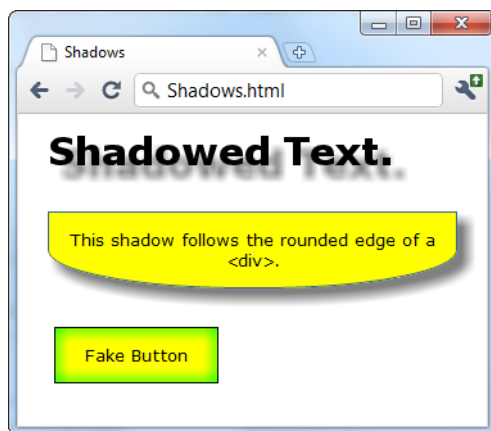 Shadows
Shadows.html
Shadowed Text.
This shadow follows the rounded edge of a
<div>.
Fake Button